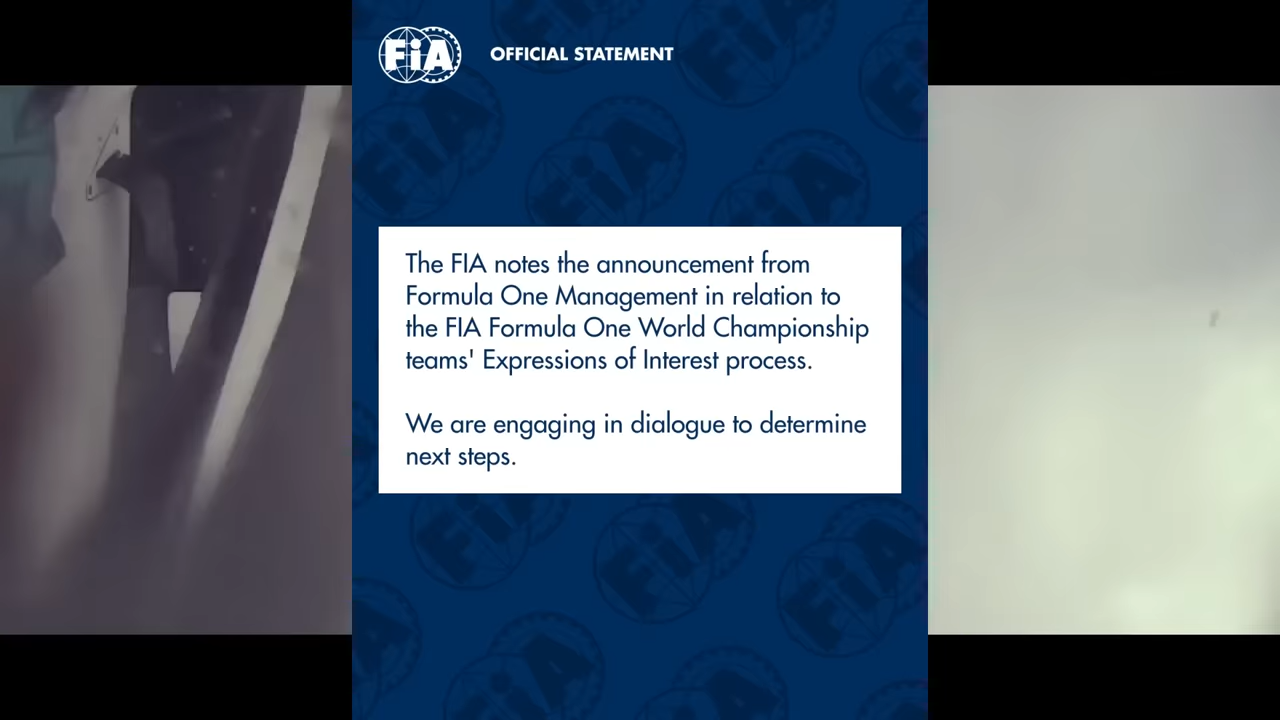 FiA
OFFICIAL STATEMENT
The FIA notes the announcement from
Formula One Management in relation to
the FIA Formula One World Championship
teams' Expressions of Interest process.
We are engaging in dialogue to determine
next steps.